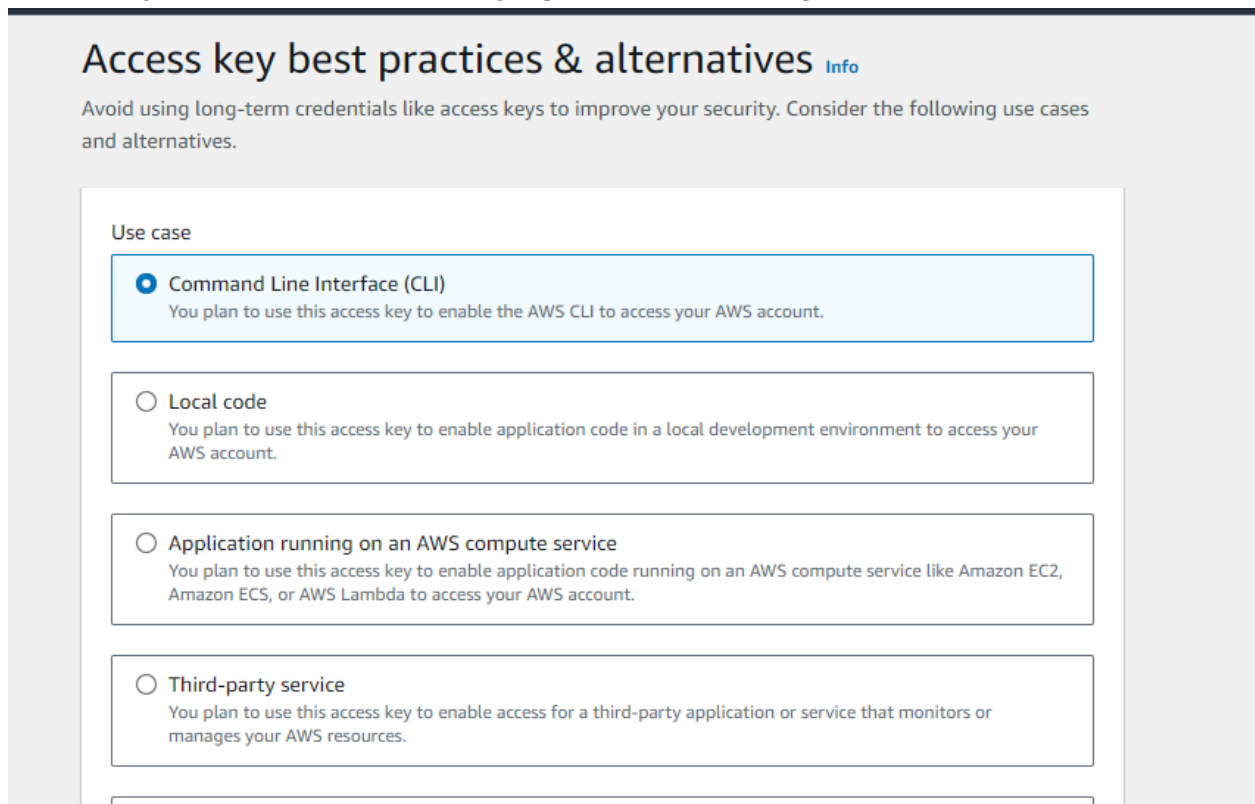 Access key best practices & alternatives Info
Avoid using long-term credentials like access keys to improve your security. Consider the following use cases
and alternatives.
Use case
Command Line Interface (CLI)
You plan to use this access key to enable the AWS CLI to access your AWS account.
Local code
You plan to use this access key to enable application code in a local development environment to access your
AWS account.
Application running on an AWS compute service
You plan to use this access key to enable application code running on an AWS compute service like Amazon EC2,
Amazon ECS, or AWS Lambda to access your AWS account.
Third-party service
You plan to use this access key to enable access for a third-party application or service that monitors or
manages your AWS resources.